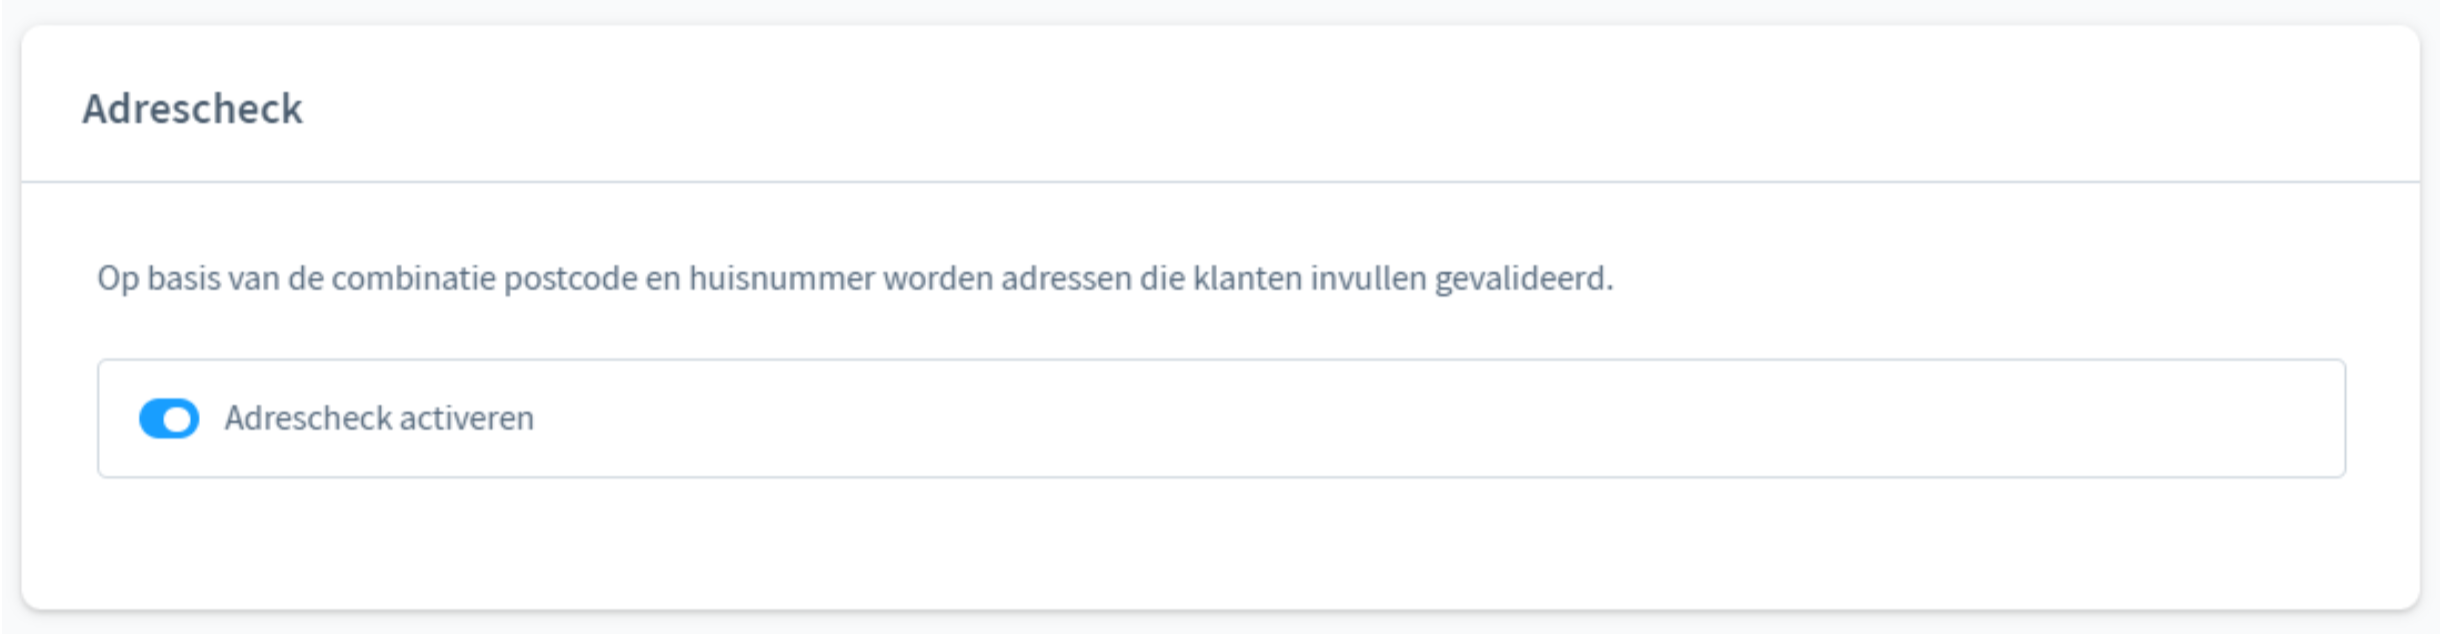 Adrescheck
Op basis van de combinatie postcode en huisnummer worden adressen die klanten invullen gevalideerd.
Adrescheck activeren